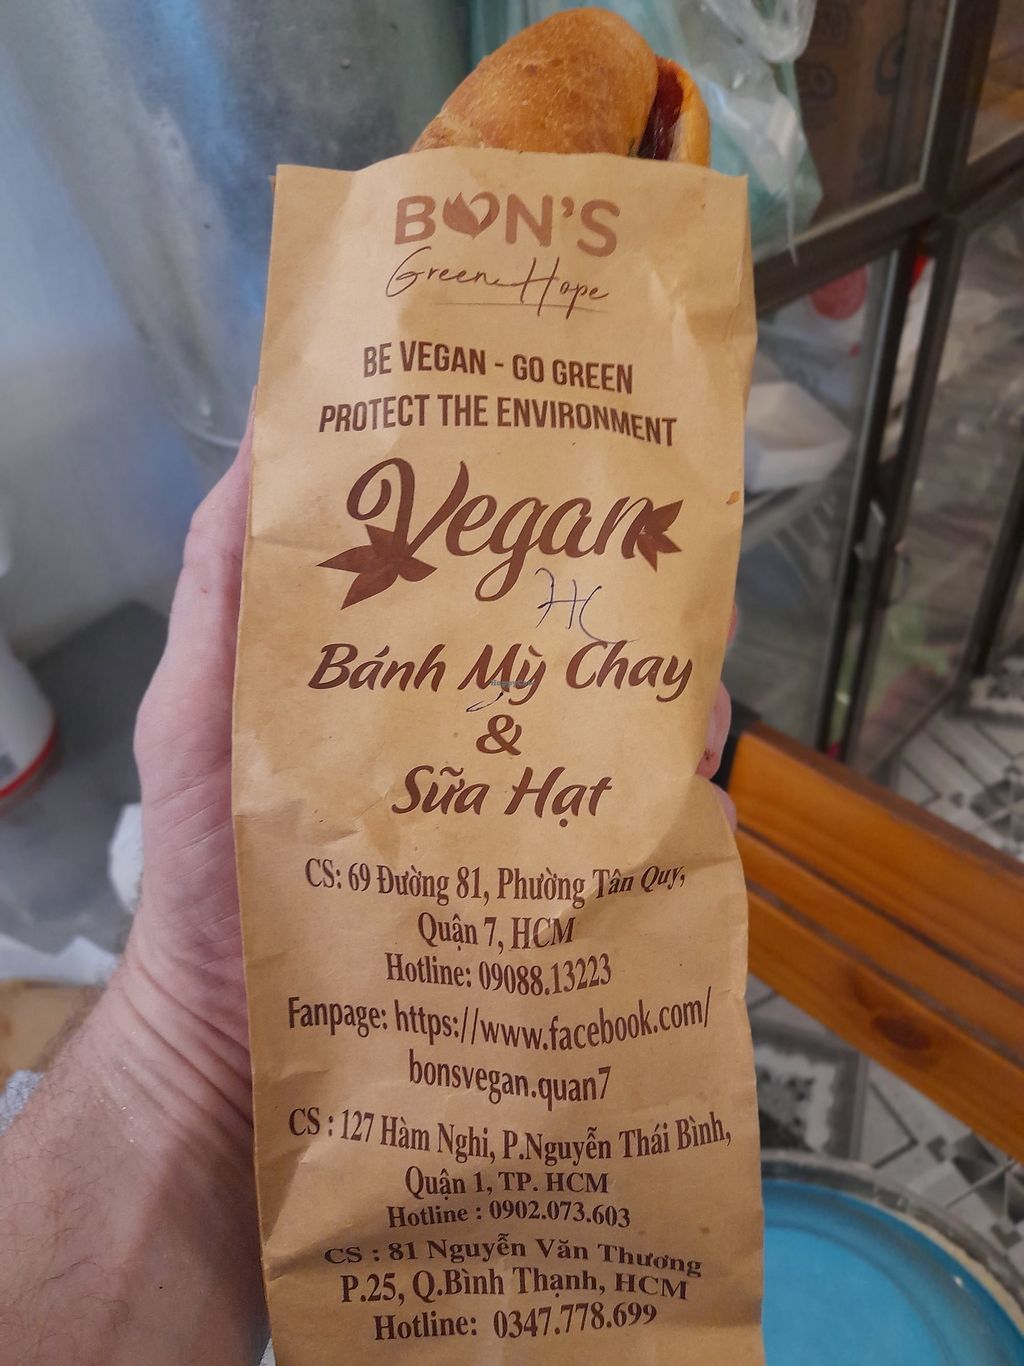 BON'S
Green Hope
BE VEGAN - GO GREEN
PROTECT THE ENVIRONMENT
Vegan
HC
Bánh Mỳ Chay
&
Sữa Hạt
CS: 69 Đường 81, Phường Tân Quy,
Quận 7, HCM
Hotline: 09088.13223
Fanpage: https://www.facebook.com/
bonsvegan.quan7
CS : 127 Hàm Nghi, P.Nguyễn Thái Bình,
Quận 1, TP. HCM
Hotline : 0902.073.603
CS : 81 Nguyễn Văn Thương
P.25, Q.Bình Thạnh, HCM
Hotline: 0347.778.699